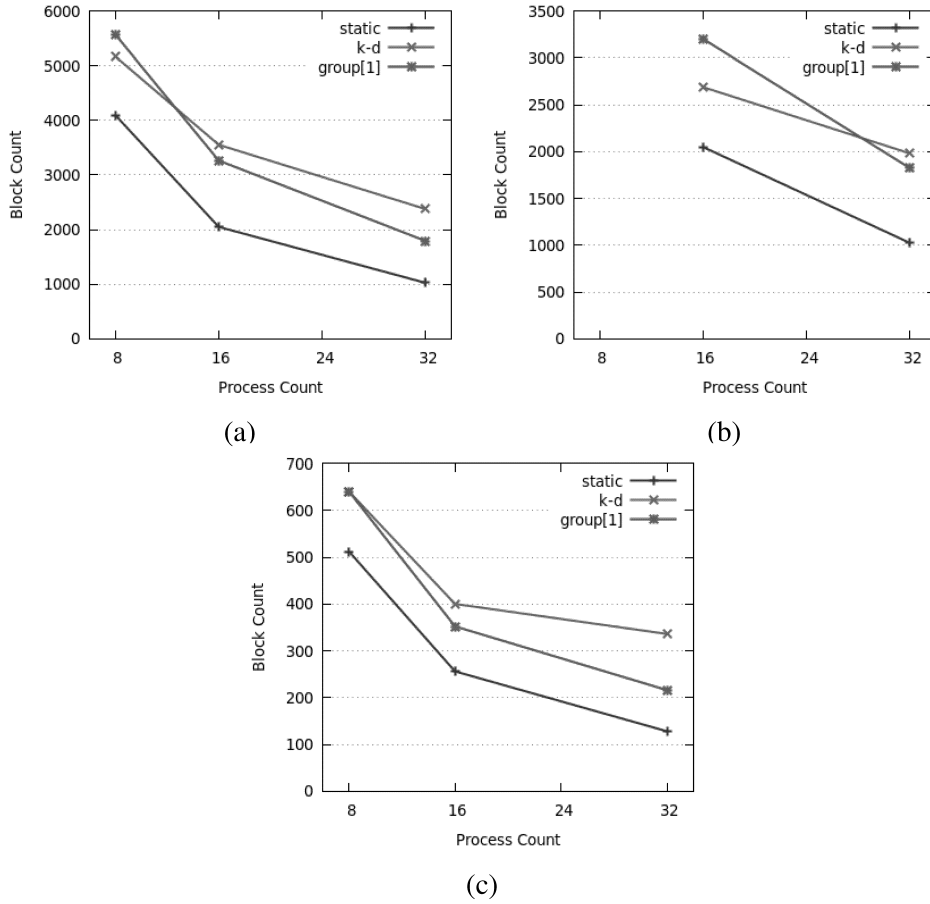 6000
5000
4000
3000
2000
1000
0
Block Count
static
k-d
group[1]
8 16 24 32
Process Count
(a)
3500
3000
2500
2000
1500
1000
500
0
Block Count
static
k-d
group[1]
8 16 24 32
Process Count
(b)
700
600
500
400
300
200
100
0
Block Count
static
k-d
group[1]
8 16 24 32
Process Count
(c)